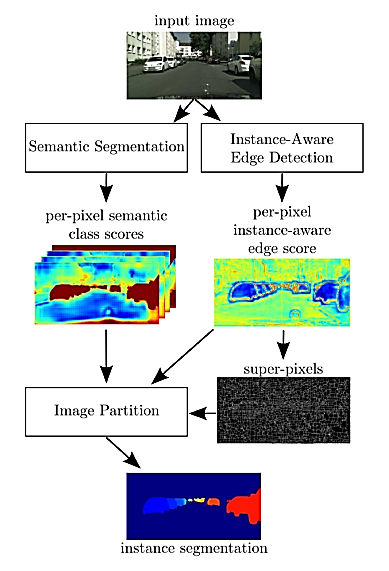 input image
Semantic Segmentation
Instance-Aware
Edge Detection
per-pixel semantic
class scores
per-pixel
instance-aware
edge score
super-pixels
Image Partition
instance segmentation